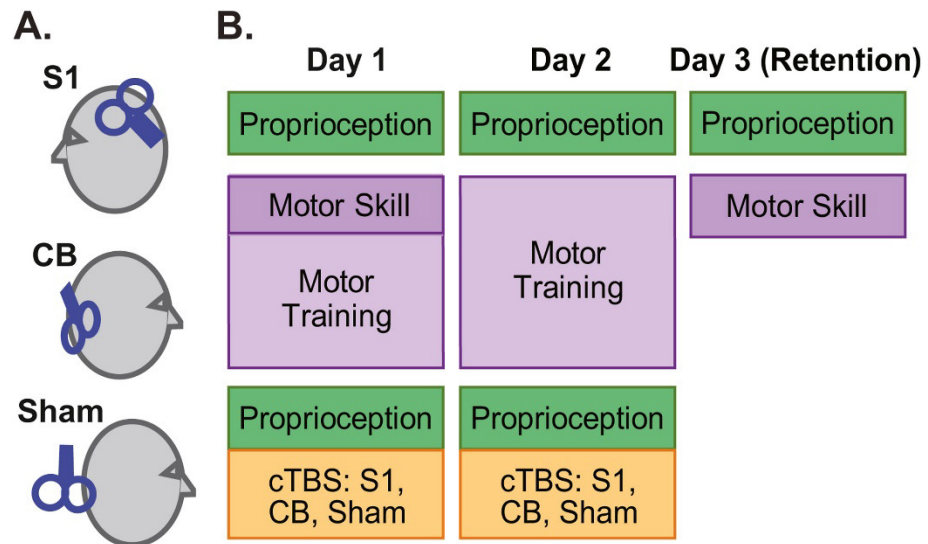 A.
S1
CB
Sham
B.
Day 1
Day 2
Day 3 (Retention)
Proprioception
Proprioception
Proprioception
Motor Skill
Motor
Training
Motor
Training
Motor Skill
Proprioception
Proprioception
cTBS: S1,
CB, Sham
cTBS: S1,
CB, Sham